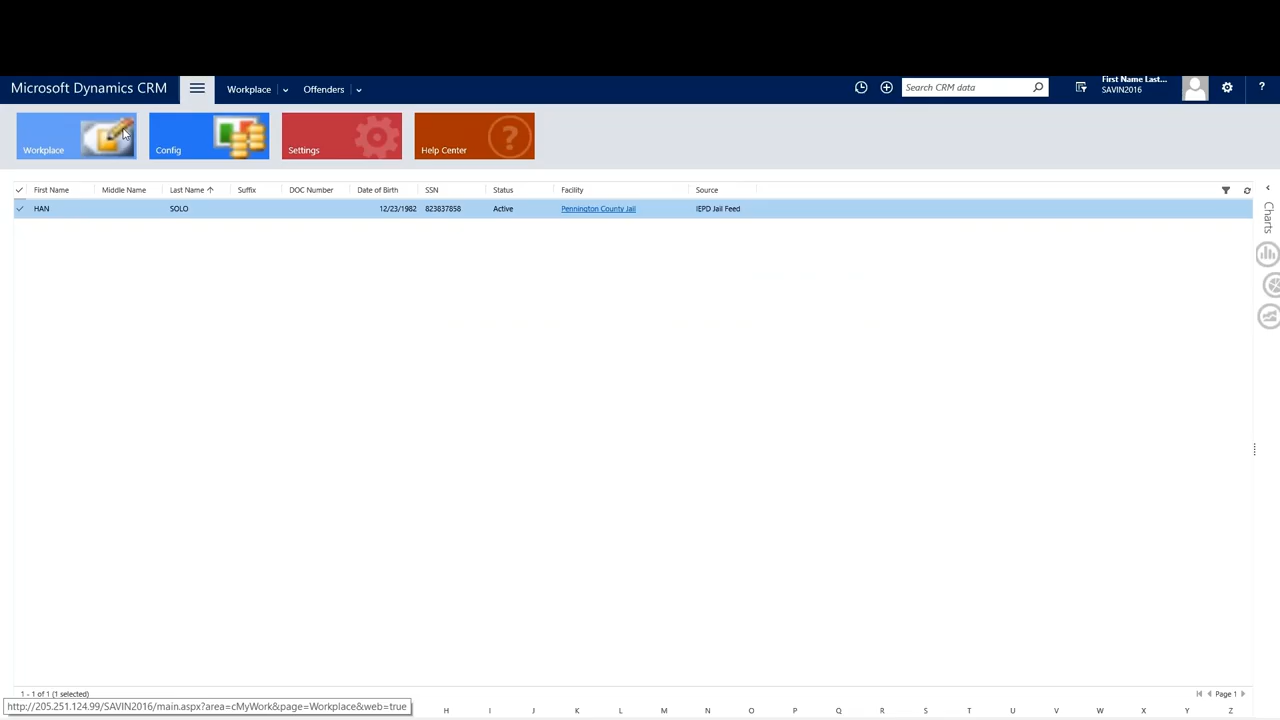 Microsoft Dynamics CRM Workplace Offenders Search CRM data First Name Last... ?
SAVIN2016
Workplace Config Settings Help Center
First Name Middle Name Last Name Suffix DOC Number Date of Birth SSN Status Facility Source
HAN SOLO 12/23/1982 823837858 Active Pennington County Jail IEPD Jail Feed
Charts
1 - 1 of 1 (1 selected) Page 1
http://205.251.124.99/SAVIN2016/main.aspx?area=cMyWork&page=Workplace&web=true
H I J K L M N O P Q R S T U V W X Y Z